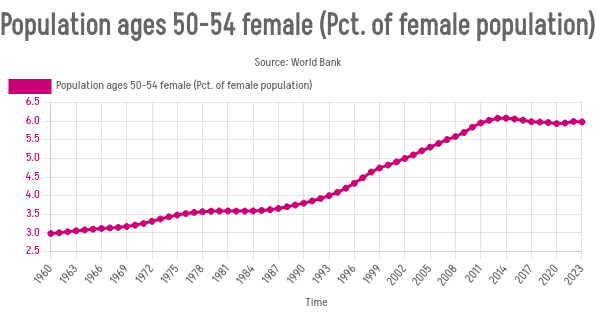 Population ages 50-54 female (Pct. of female population)
Source: World Bank
Population ages 50-54 female (Pct. of female population)
6.5
6.0
5.5
5.0
4.5
4.0
3.5
3.0
2.5
1960 1963 1966 1969 1972 1975 1978 1981 1984 1987 1990 1993 1996 1999 2002 2005 2008 2011 2014 2017 2020 2023
Time